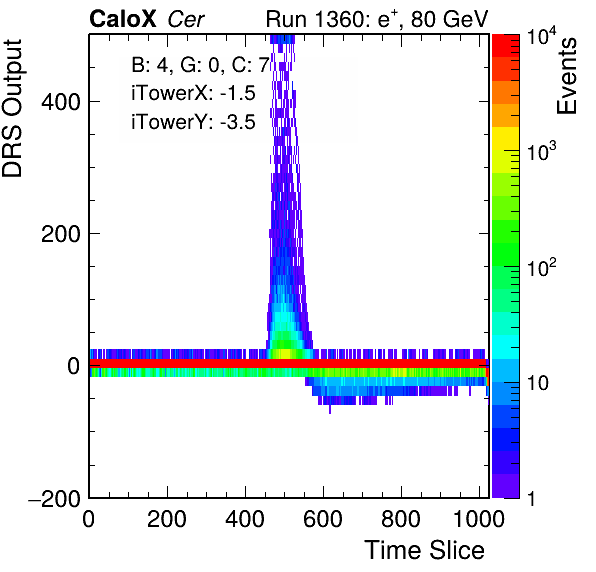 CaloX Cer Run 1360: e+, 80 GeV
B: 4, G: 0, C: 7
iTowerX: -1.5
iTowerY: -3.5
DRS Output
400
200
0
−200
0 200 400 600 800 1000
Time Slice
Events
10^4
10^3
10^2
10
1